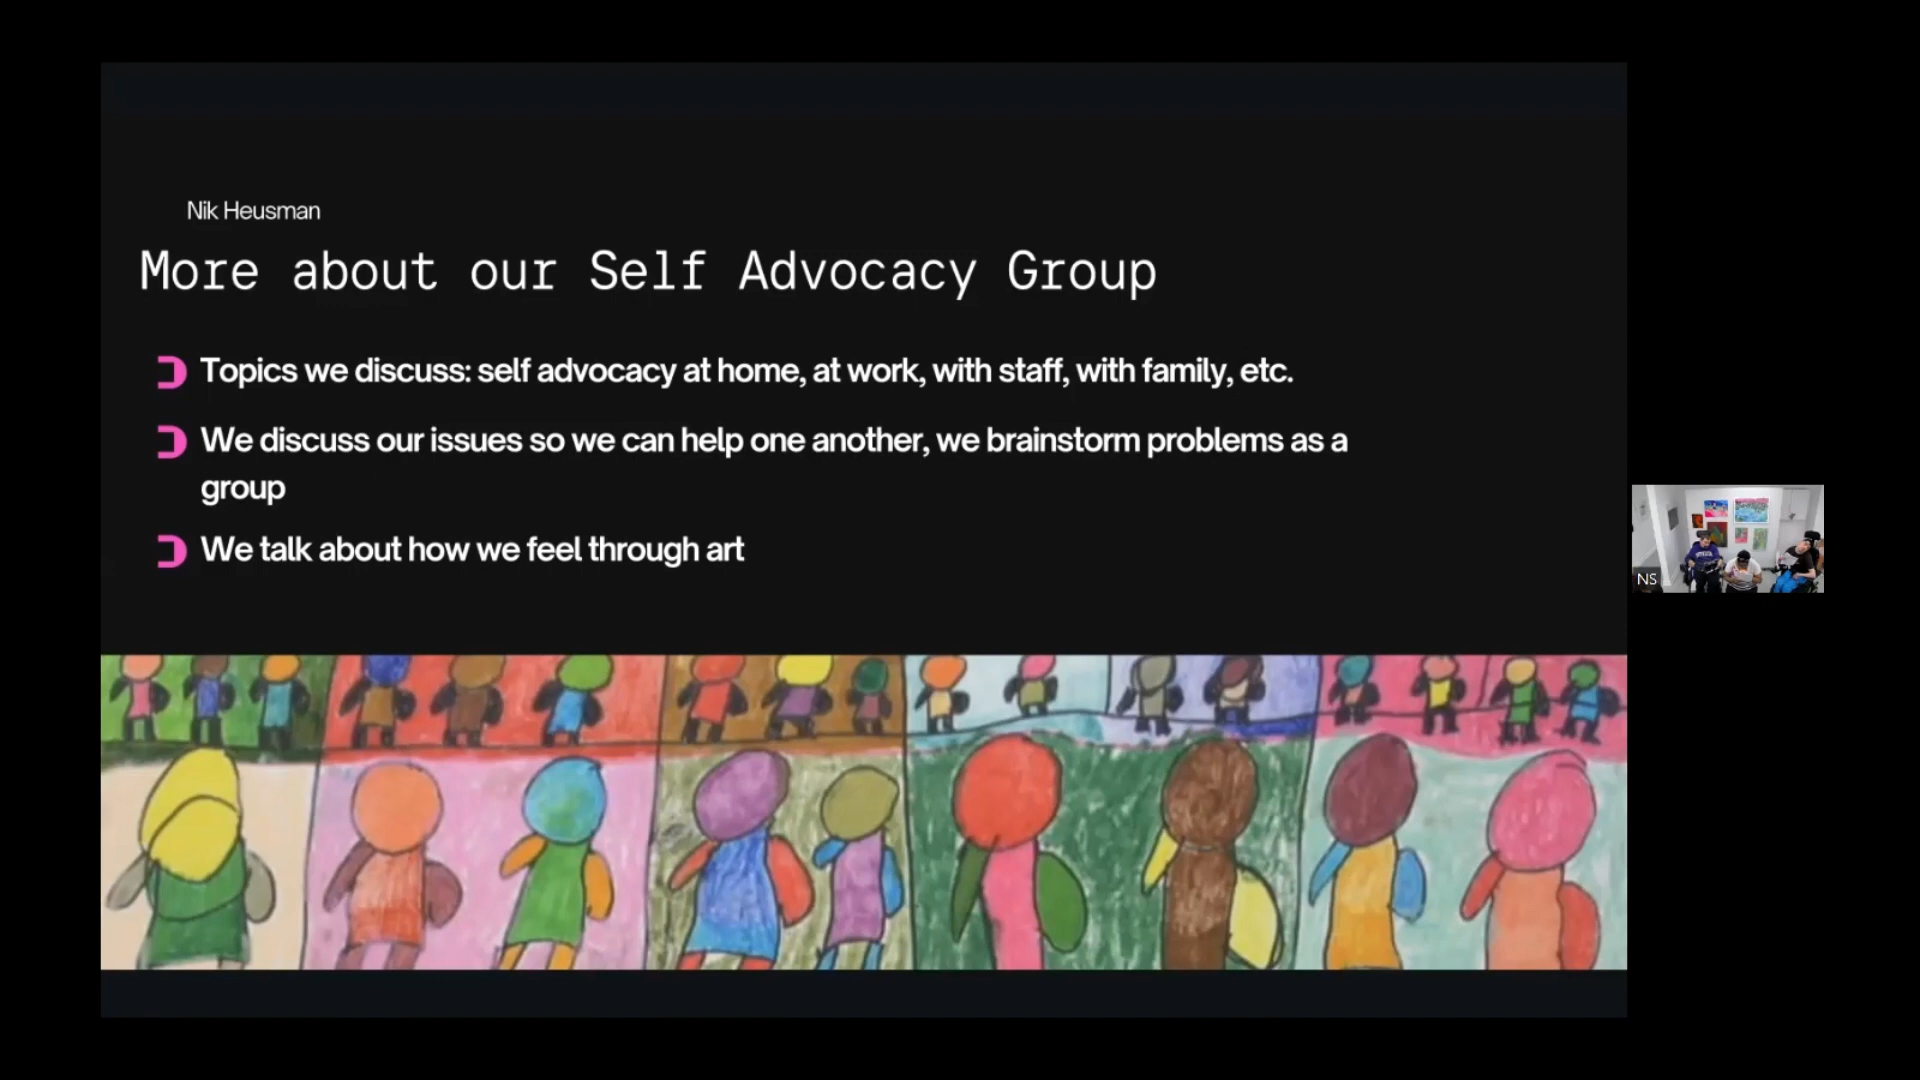 Nik Heusman
More about our Self Advocacy Group
Topics we discuss: self advocacy at home, at work, with staff, with family, etc.
We discuss our issues so we can help one another, we brainstorm problems as a
group
We talk about how we feel through art
NS